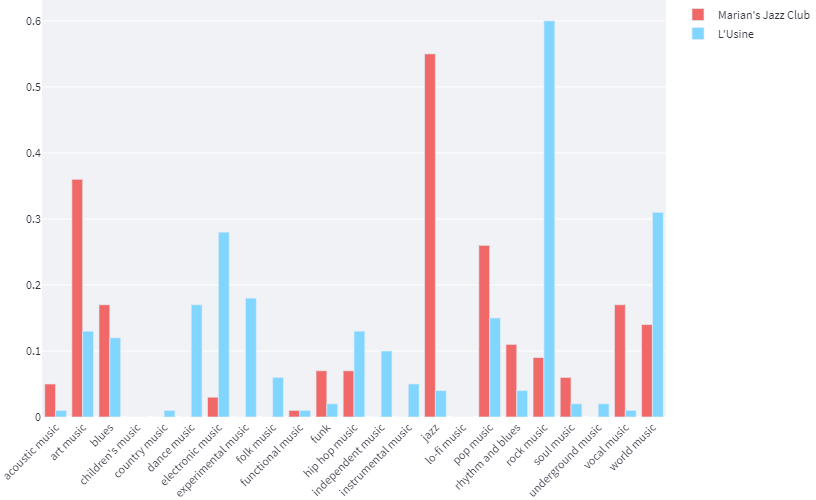 0.6
0.5
0.4
0.3
0.2
0.1
0
acoustic music
art music
blues
children's music
country music
dance music
electronic music
experimental music
folk music
functional music
funk
hip hop music
independent music
instrumental music
jazz
lo-fi music
pop music
rhythm and blues
rock music
soul music
underground music
vocal music
world music
Marian's Jazz Club
L'Usine